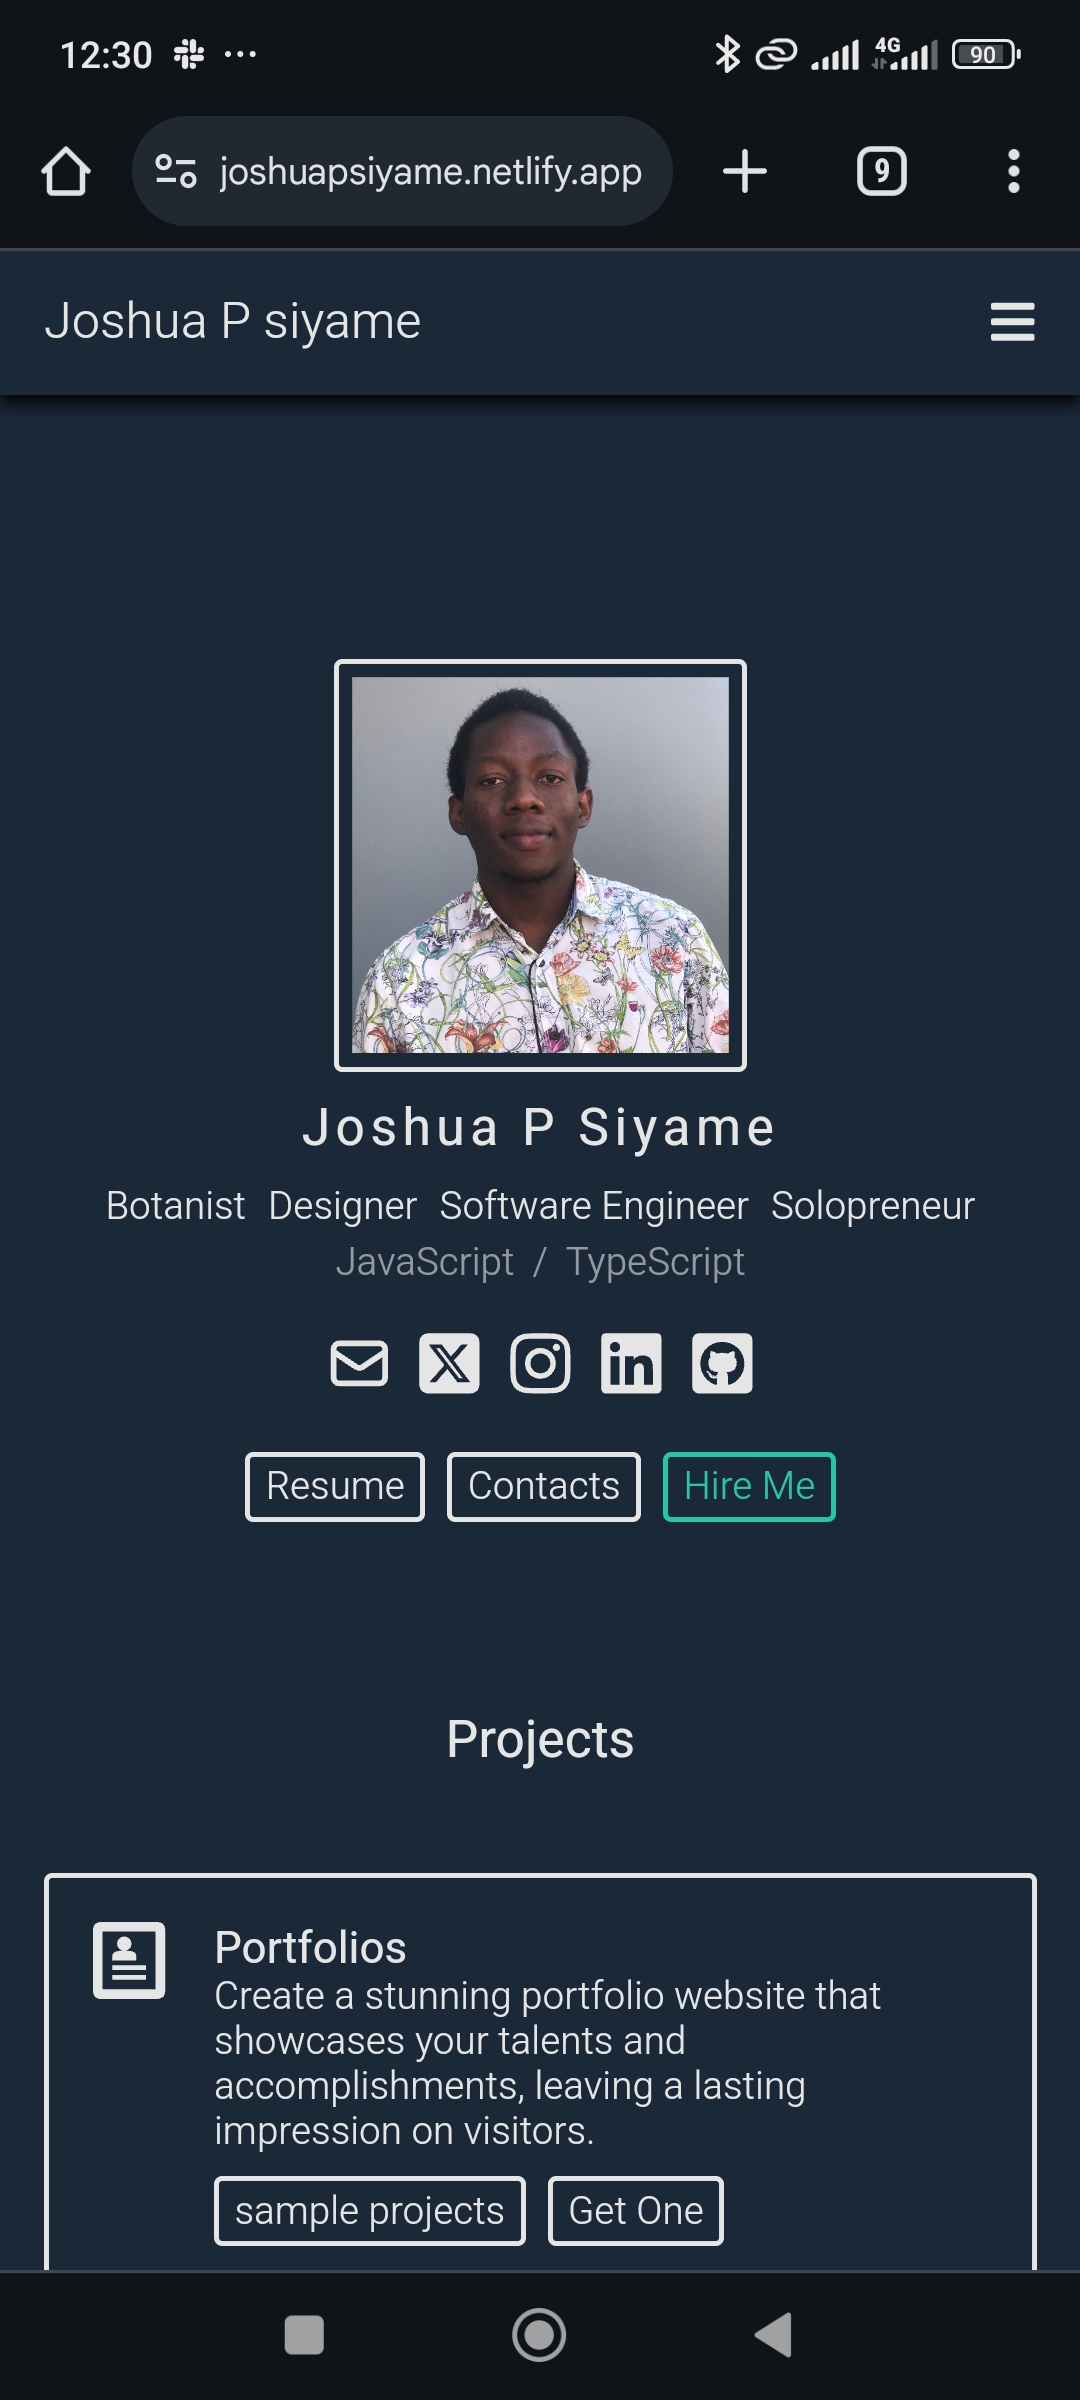 12:30
4G
90
joshuapsiyame.netlify.app
9
Joshua P siyame
Joshua P Siyame
Botanist Designer Software Engineer Solopreneur
JavaScript / TypeScript
Resume Contacts Hire Me
Projects
Portfolios
Create a stunning portfolio website that
showcases your talents and
accomplishments, leaving a lasting
impression on visitors.
sample projects Get One